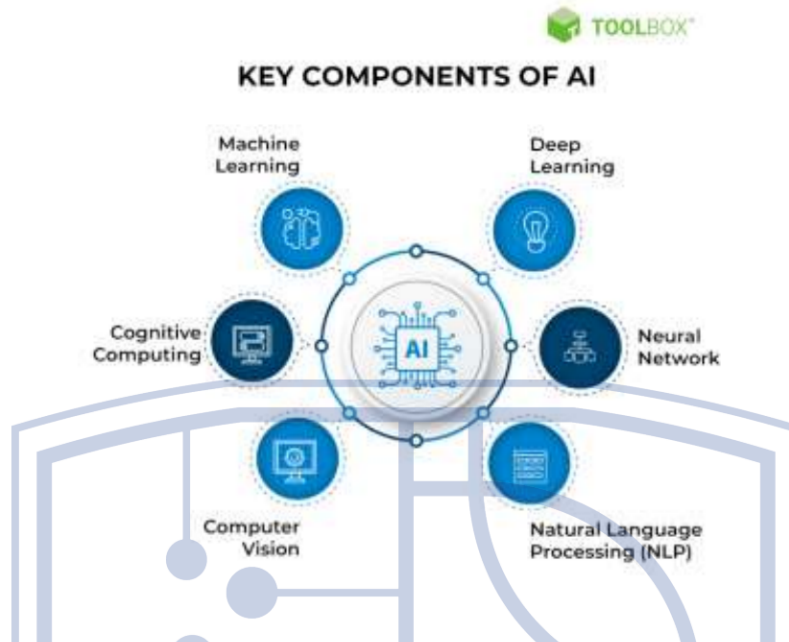 TOOLBOX
KEY COMPONENTS OF AI
Machine
Learning
Deep
Learning
Cognitive
Computing
AI
Neural
Network
Computer
Vision
Natural Language
Processing (NLP)